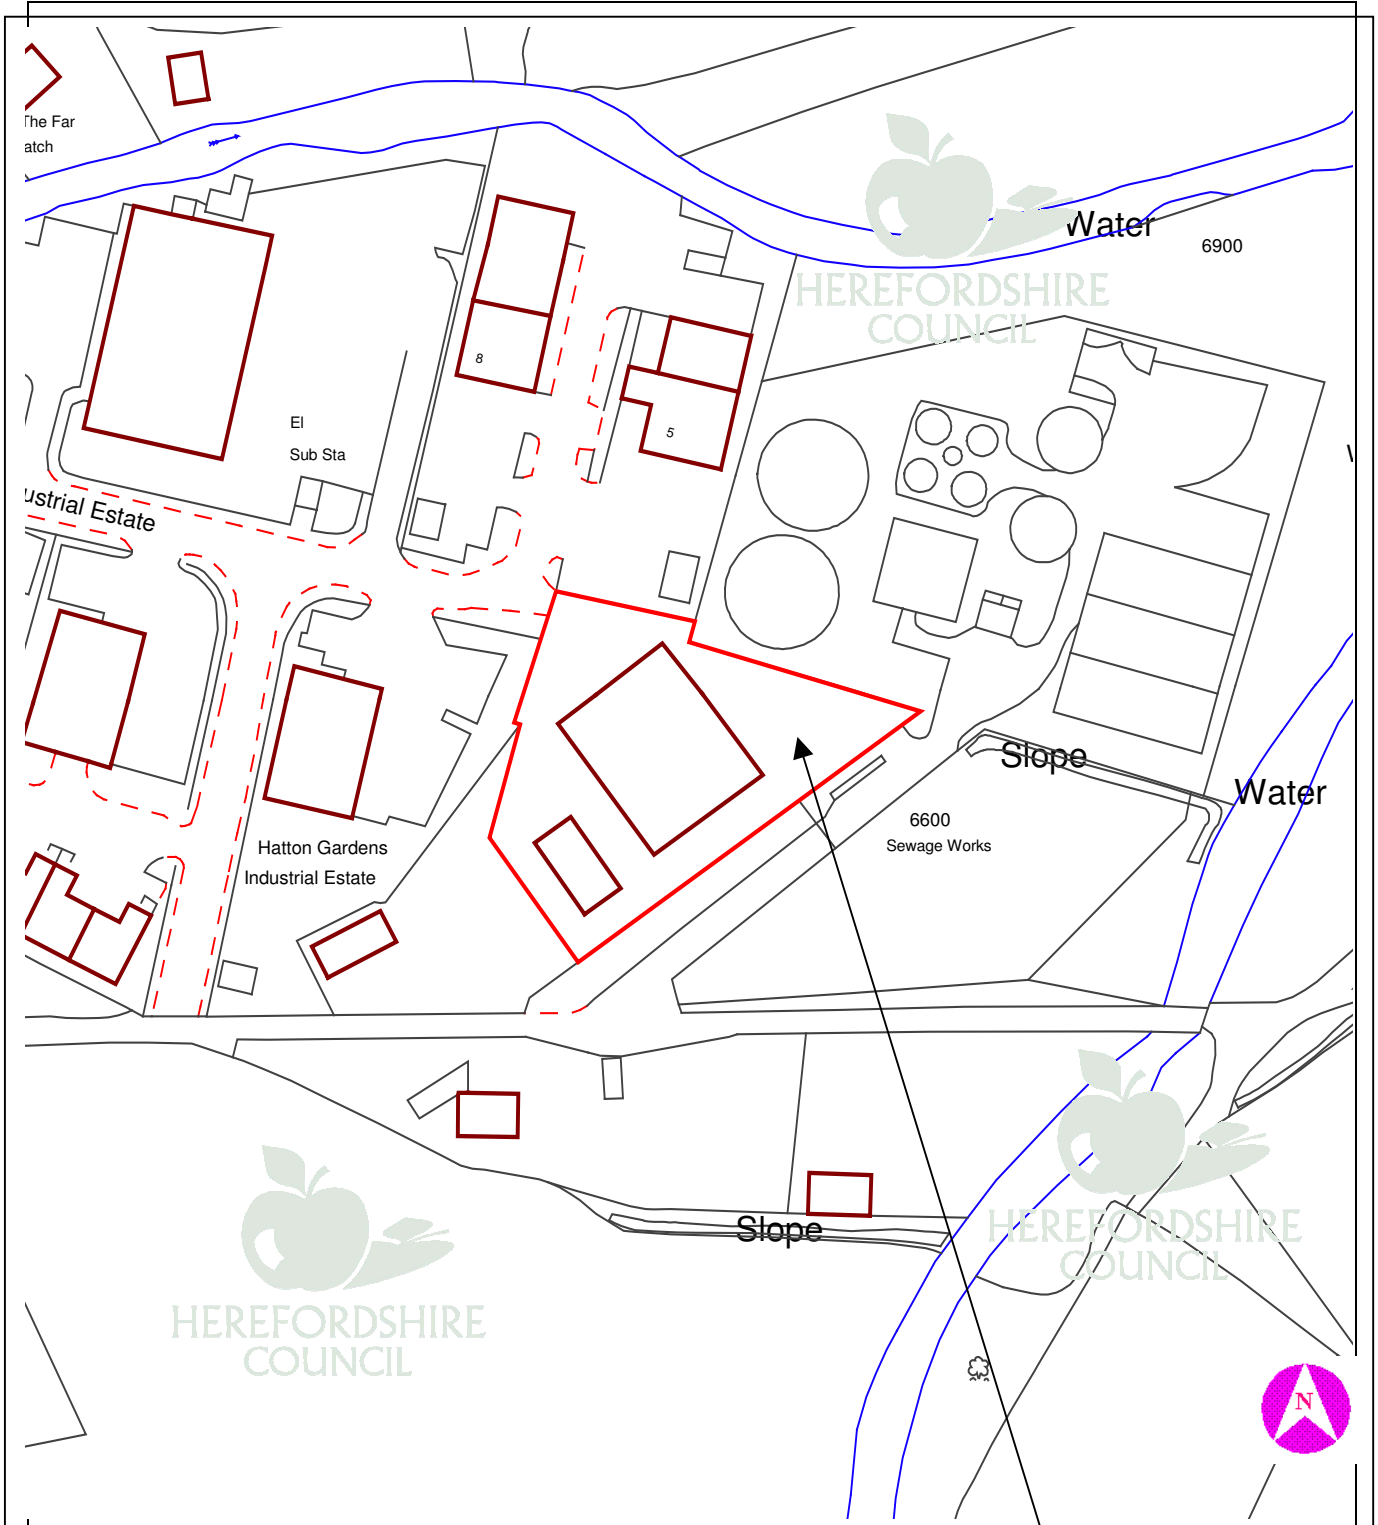 The Far
atch
Water
6900
HEREFORDSHIRE
COUNCIL
8
5
El
Sub Sta
ustrial Estate
Slope
Water
6600
Sewage Works
Hatton Gardens
Industrial Estate
Slope
HEREFORDSHIRE
COUNCIL
HEREFORDSHIRE
COUNCIL
N